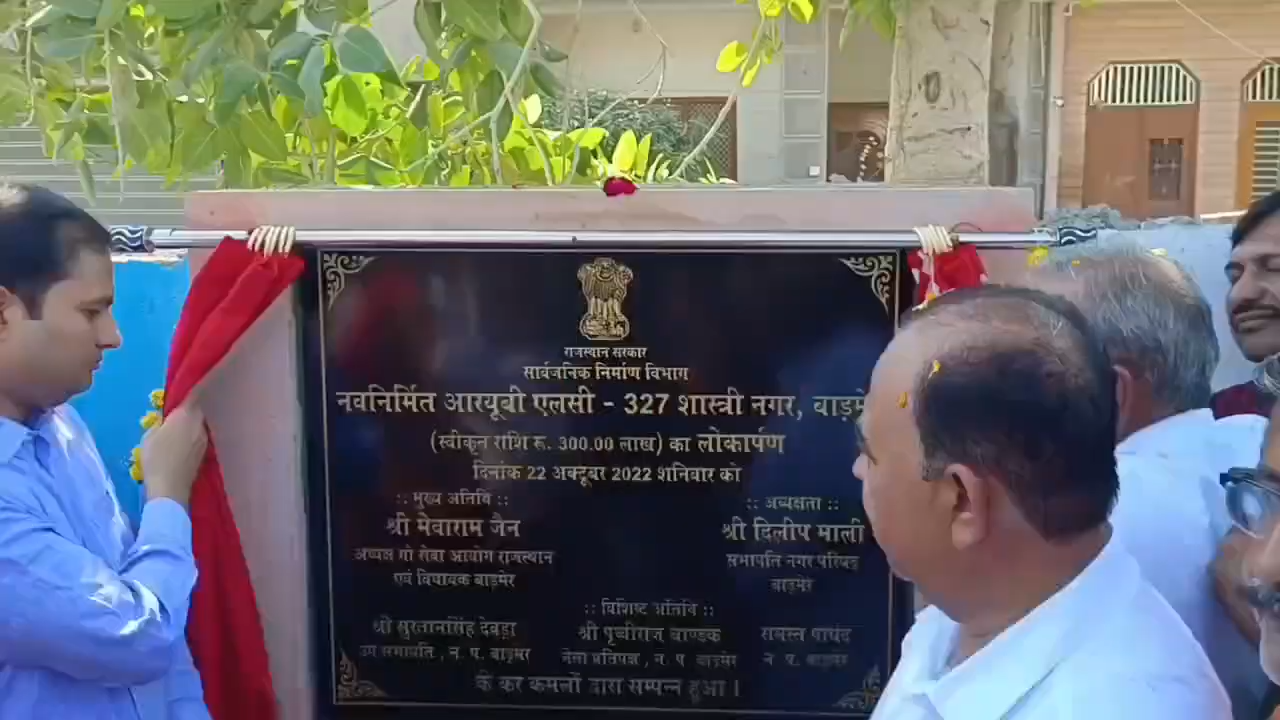 राजस्थान सरकार
सार्वजनिक निर्माण विभाग
नवनिर्मित आरयूबी एलसी - 327 शास्त्री नगर, बाड़मे
(स्वीकृत राशि रू. 300.00 लाख) का लोकार्पण
दिनांक 22 अक्टूबर 2022 शनिवार को
:: मुख्य अतिथि ::
श्री मेवाराम जैन
अध्यक्ष गो सेवा आयोग राजस्थान
एवं विधायक बाड़मेर
:: अध्यक्षता ::
श्री दिलीप माली
सभापति नगर परिषद
बाड़मेर
:: विशिष्ट अतिथि ::
श्री सुरतानसिंह देवड़ा
उप सभापति , न. प. बाड़मेर
श्री पृथ्वीराज चाण्डक
नेता प्रतिपक्ष , न. प. बाड़मेर
समस्त पार्षद
न. प. बाड़मेर
के कर कमलों द्वारा सम्पन्न हुआ ।